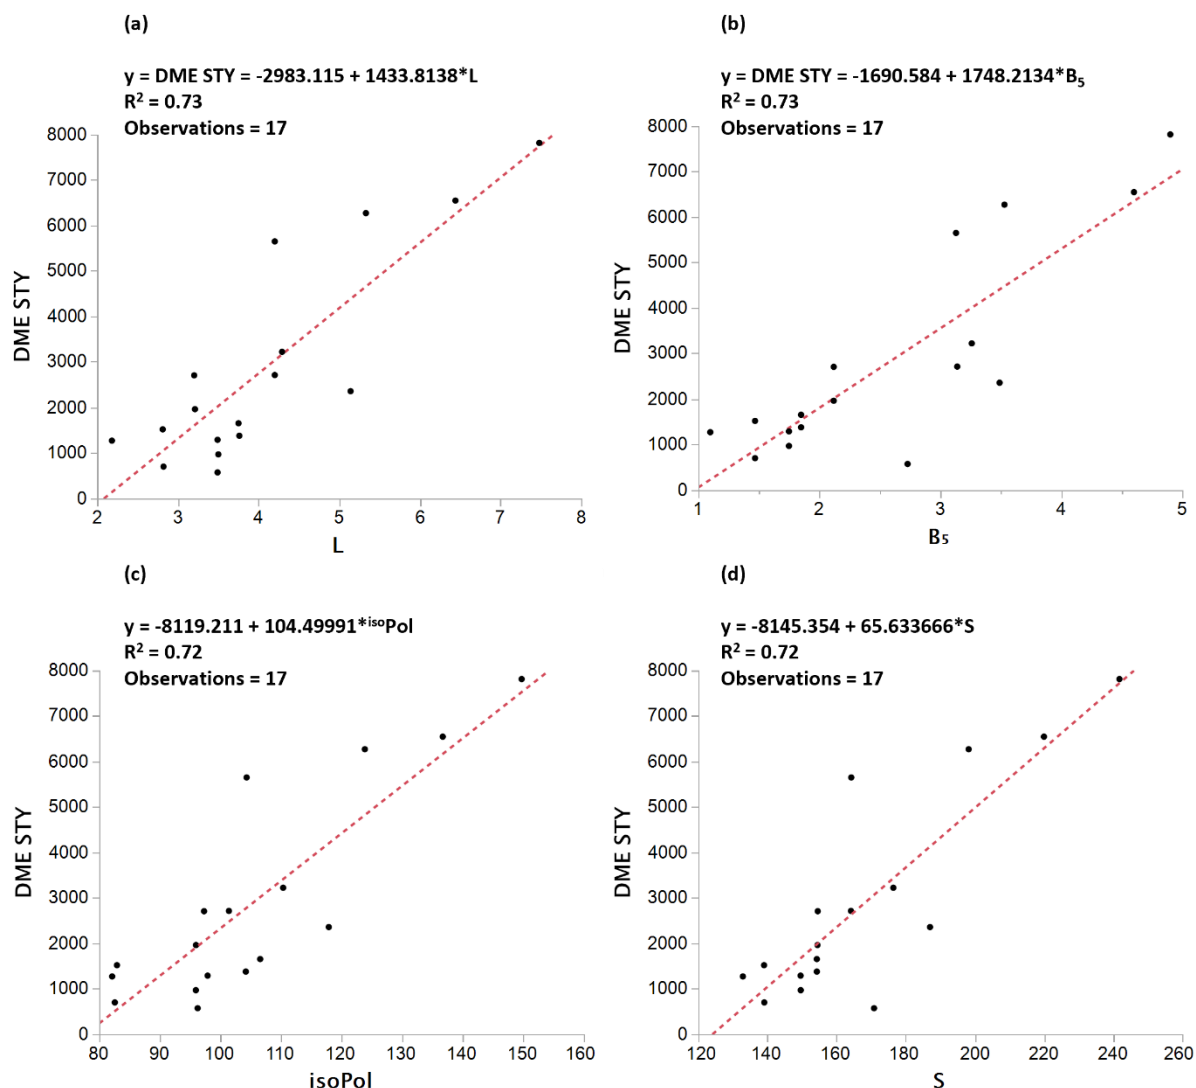 (a)
y = DME STY = -2983.115 + 1433.8138*L
R² = 0.73
Observations = 17
8000
7000
6000
5000
4000
3000
2000
1000
0
DME STY
2 3 4 5 6 7 8
L
(b)
y = DME STY = -1690.584 + 1748.2134*B₅
R² = 0.73
Observations = 17
8000
7000
6000
5000
4000
3000
2000
1000
0
DME STY
1 2 3 4 5
B₅
(c)
y = -8119.211 + 104.49991*ⁱˢᵒPol
R² = 0.72
Observations = 17
8000
7000
6000
5000
4000
3000
2000
1000
0
DME STY
80 90 100 110 120 130 140 150 160
isoPol
(d)
y = -8145.354 + 65.633666*S
R² = 0.72
Observations = 17
8000
7000
6000
5000
4000
3000
2000
1000
0
DME STY
120 140 160 180 200 220 240 260
S